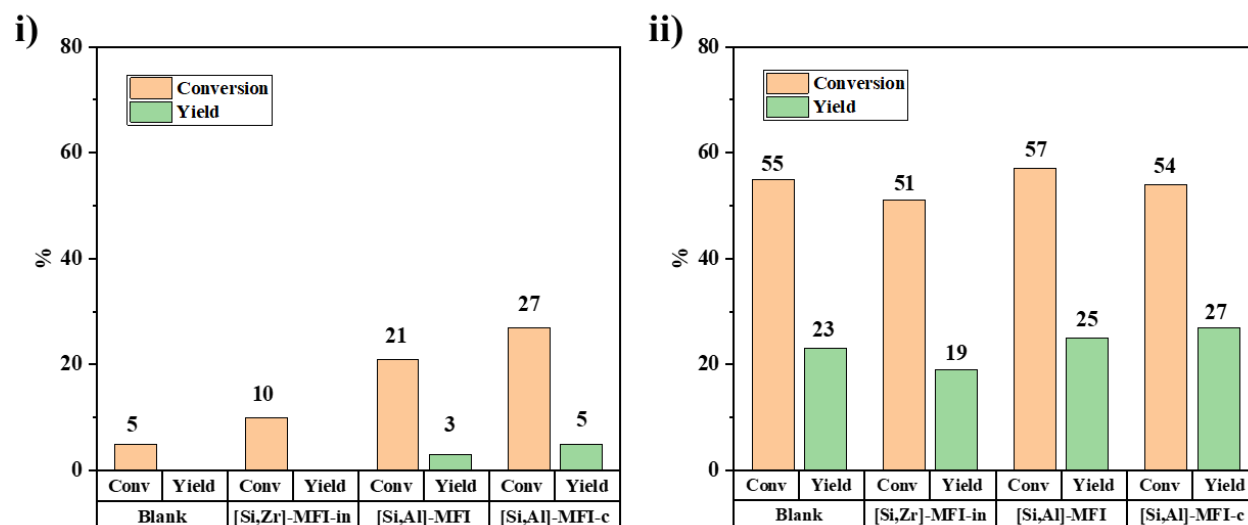 i)
80
60
40
20
0
%
Conversion
Yield
5
10
21
3
27
5
Conv Yield Conv Yield Conv Yield Conv Yield
Blank [Si,Zr]-MFI-in [Si,Al]-MFI [Si,Al]-MFI-c
ii)
80
60
40
20
0
%
Conversion
Yield
55
23
51
19
57
25
54
27
Conv Yield Conv Yield Conv Yield Conv Yield
Blank [Si,Zr]-MFI-in [Si,Al]-MFI [Si,Al]-MFI-c